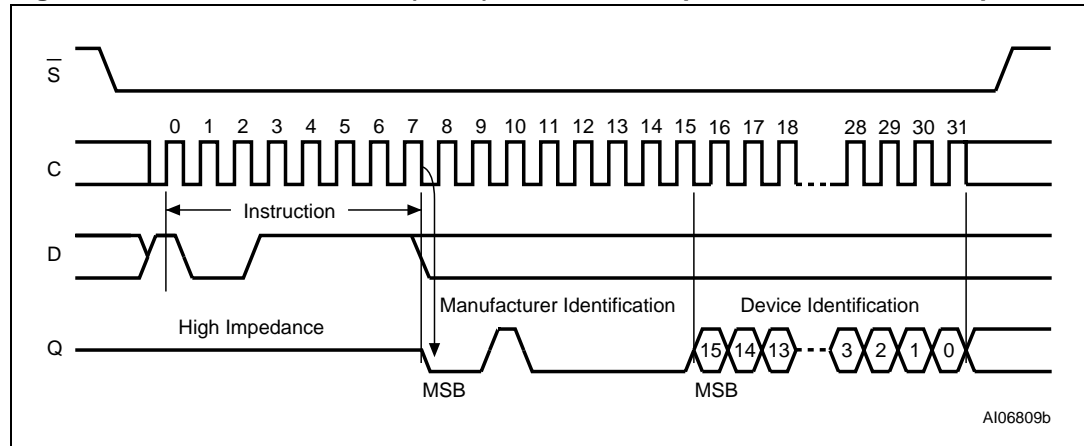 S
0 1 2 3 4 5 6 7 8 9 10 11 12 13 14 15 16 17 18 28 29 30 31
C
Instruction
D
Manufacturer Identification Device Identification
High Impedance
Q 15 14 13 3 2 1 0
MSB MSB
AI06809b